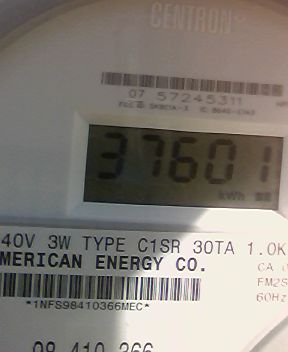 CENTRON
07 57245311
37601
kWh
40V 3W TYPE C1SR 30TA 1.0K
MERICAN ENERGY CO.
CA
FM2S
60Hz
*1NFS98410366MEC*
98 410 366